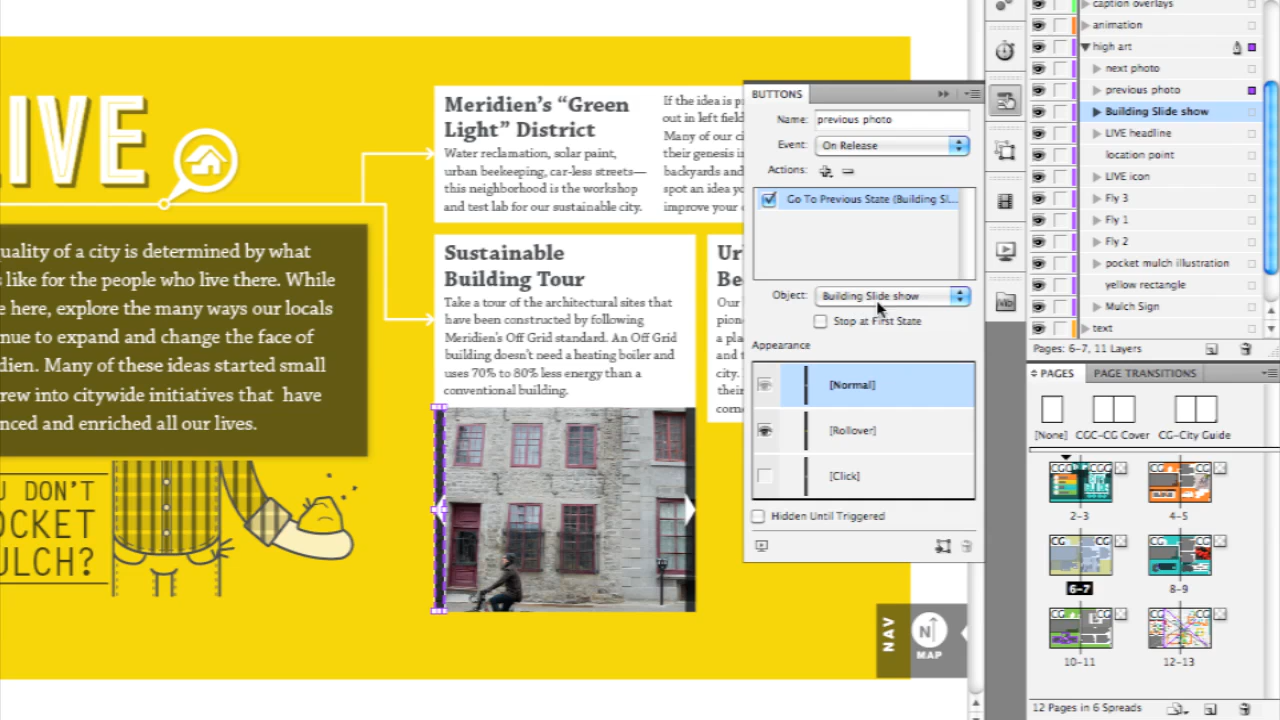 IVE
uality of a city is determined by what
like for the people who live there. While
e here, explore the many ways our locals
nue to expand and change the face of
dien. Many of these ideas started small
rew into citywide initiatives that have
nced and enriched all our lives.
U DON'T
OCKET
ULCH?
Meridien's "Green
Light" District
Water reclamation, solar paint,
urban beekeeping, car-less streets—
this neighborhood is the workshop
and test lab for our sustainable city.
If the idea is p
out in left field
Many of our ci
their genesis i
backyards and
spot an idea y
improve your
Sustainable
Building Tour
Take a tour of the architectural sites that
have been constructed by following
Meridien's Off Grid standard. An Off Grid
building doesn't need a heating boiler and
uses 70% to 80% less energy than a
conventional building.
Ur
Be
Our
pion
a pla
and t
city.
their
com
NAV
N
MAP
BUTTONS
Name: previous photo
Event: On Release
Actions:
Go To Previous State (Building Sl...
Object: Building Slide show
Stop at First State
Appearance
[Normal]
[Rollover]
[Click]
Hidden Until Triggered
caption overlays
animation
high art
next photo
previous photo
Building Slide show
LIVE headline
location point
LIVE icon
Fly 3
Fly 1
Fly 2
pocket mulch illustration
yellow rectangle
Mulch Sign
text
Pages: 6-7, 11 Layers
PAGES PAGE TRANSITIONS
[None] CGC-CG Cover CG-City Guide
2-3 4-5
6-7 8-9
10-11 12-13
12 Pages in 6 Spreads